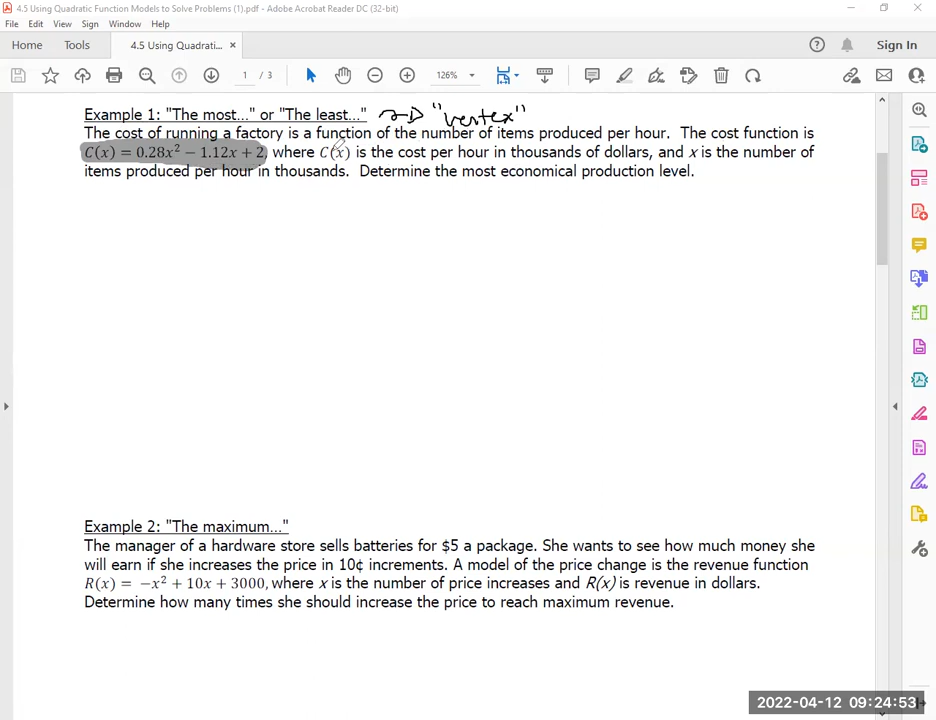 4.5 Using Quadratic Function Models to Solve Problems (1).pdf - Adobe Acrobat Reader DC (32-bit)
File Edit View Sign Window Help
Home Tools 4.5 Using Quadrati... × Sign In
1 / 3 126%
Example 1: "The most..." or "The least..." "vertex"
The cost of running a factory is a function of the number of items produced per hour. The cost function is
C(x) = 0.28x² − 1.12x + 2, where C(x) is the cost per hour in thousands of dollars, and x is the number of
items produced per hour in thousands. Determine the most economical production level.
Example 2: "The maximum..."
The manager of a hardware store sells batteries for $5 a package. She wants to see how much money she
will earn if she increases the price in 10¢ increments. A model of the price change is the revenue function
R(x) = −x² + 10x + 3000, where x is the number of price increases and R(x) is revenue in dollars.
Determine how many times she should increase the price to reach maximum revenue.
2022-04-12 09:24:53